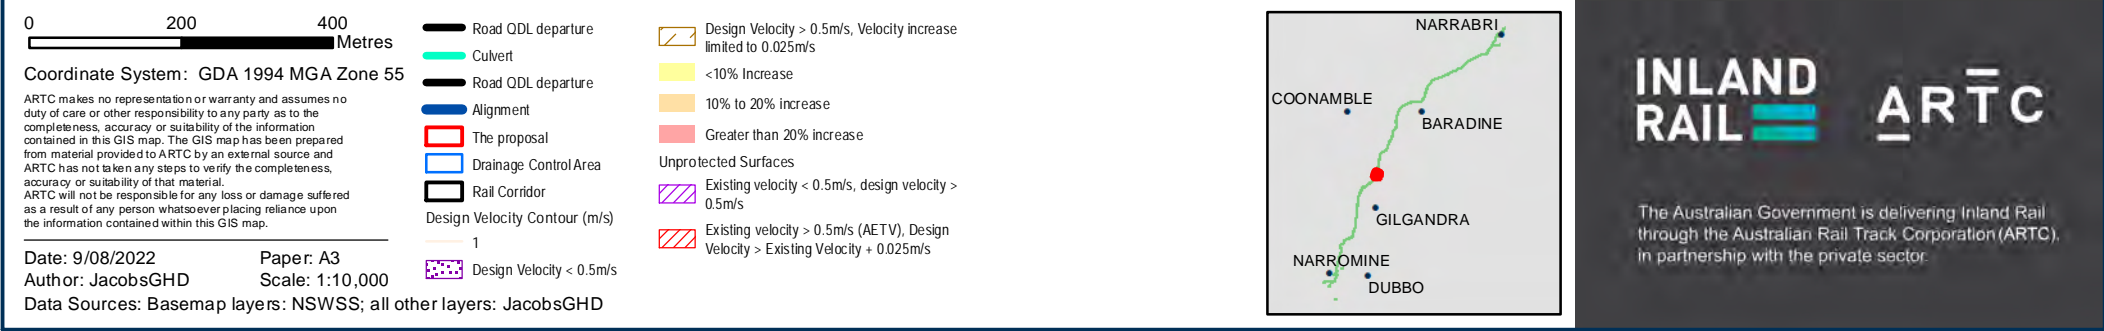 0 200 400
Metres
Coordinate System: GDA 1994 MGA Zone 55
ARTC makes no representation or warranty and assumes no
duty of care or other responsibility to any party as to the
completeness, accuracy or suitability of the information
contained in this GIS map. The GIS map has been prepared
from material provided to ARTC by an external source and
ARTC has not taken any steps to verify the completeness,
accuracy or suitability of that material.
ARTC will not be responsible for any loss or damage suffered
as a result of any person whatsoever placing reliance upon
the information contained within this GIS map.
Date: 9/08/2022 Paper: A3
Author: JacobsGHD Scale: 1:10,000
Data Sources: Basemap layers: NSWSS; all other layers: JacobsGHD
Road QDL departure
Culvert
Road QDL departure
Alignment
The proposal
Drainage Control Area
Rail Corridor
Design Velocity Contour (m/s)
1
Design Velocity < 0.5m/s
Design Velocity > 0.5m/s, Velocity increase
limited to 0.025m/s
<10% Increase
10% to 20% increase
Greater than 20% increase
Unprotected Surfaces
Existing velocity < 0.5m/s, design velocity >
0.5m/s
Existing velocity > 0.5m/s (AETV), Design
Velocity > Existing Velocity + 0.025m/s
NARRABRI
COONAMBLE
BARADINE
GILGANDRA
NARROMINE
DUBBO
INLAND
RAIL
ARTC
The Australian Government is delivering Inland Rail
through the Australian Rail Track Corporation (ARTC),
in partnership with the private sector.